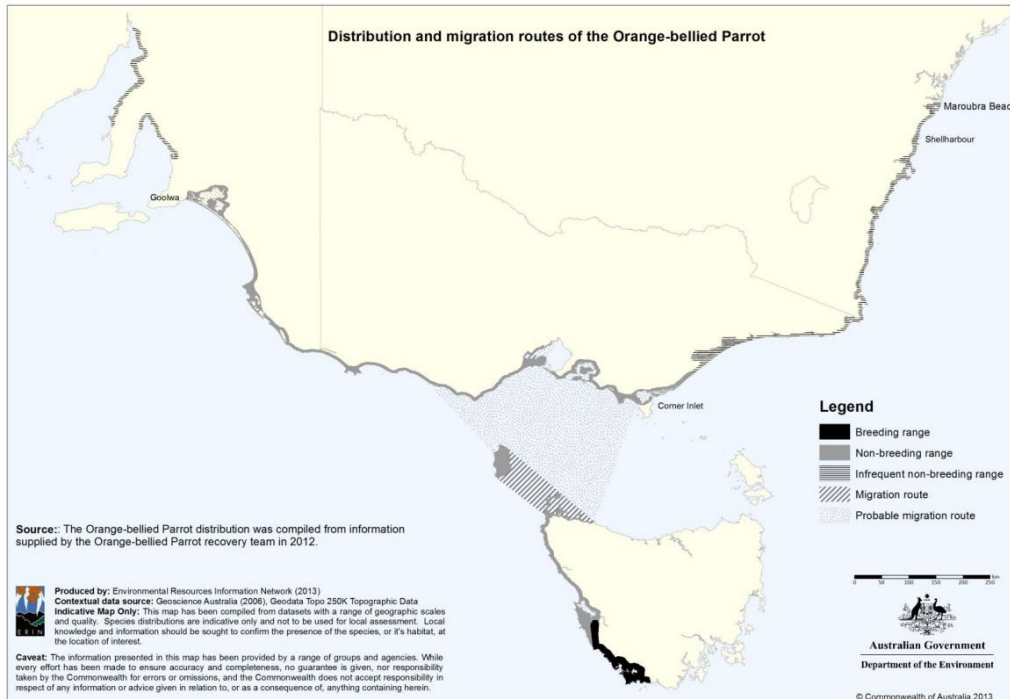 Distribution and migration routes of the Orange-bellied Parrot
Maroubra Beac
Shellharbour
Goolwa
Corner Inlet
Legend
Breeding range
Non-breeding range
Infrequent non-breeding range
Migration route
Probable migration route
Source:: The Orange-bellied Parrot distribution was compiled from information
supplied by the Orange-bellied Parrot recovery team in 2012.
0 50 100 150 200 250 km
ERIN
Produced by: Environmental Resources Information Network (2013)
Contextual data source: Geoscience Australia (2006), Geodata Topo 250K Topographic Data
Indicative Map Only: This map has been compiled from datasets with a range of geographic scales
and quality. Species distributions are indicative only and not to be used for local assessment. Local
knowledge and information should be sought to confirm the presence of the species, or it's habitat, at
the location of interest.
Caveat: The information presented in this map has been provided by a range of groups and agencies. While
every effort has been made to ensure accuracy and completeness, no guarantee is given, nor responsibility
taken by the Commonwealth for errors or omissions, and the Commonwealth does not accept responsibility in
respect of any information or advice given in relation to, or as a consequence of, anything containing herein.
Australian Government
Department of the Environment
© Commonwealth of Australia 2013